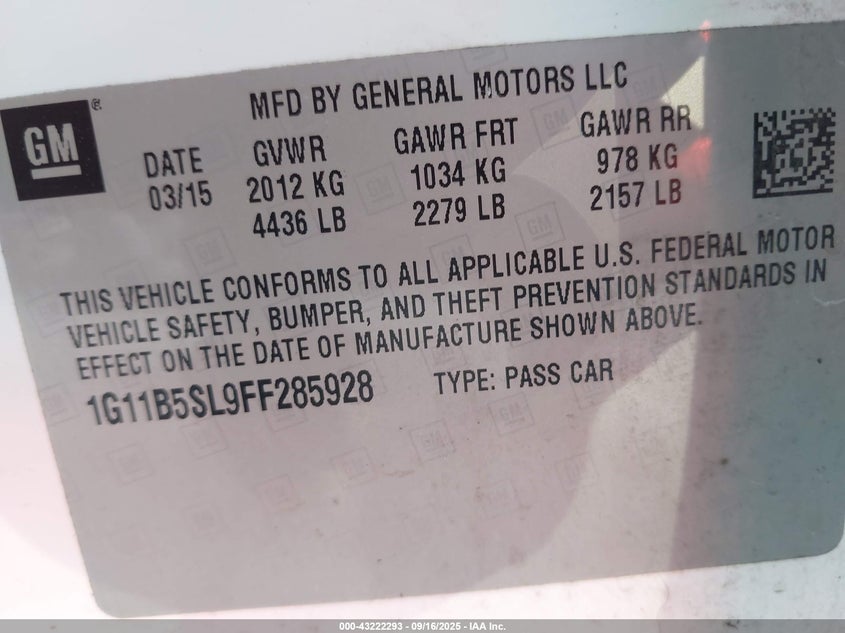 MFD BY GENERAL MOTORS LLC
GM ®
DATE GVWR GAWR FRT GAWR RR
03/15 2012 KG 1034 KG 978 KG
4436 LB 2279 LB 2157 LB
THIS VEHICLE CONFORMS TO ALL APPLICABLE U.S. FEDERAL MOTOR
VEHICLE SAFETY, BUMPER, AND THEFT PREVENTION STANDARDS IN
EFFECT ON THE DATE OF MANUFACTURE SHOWN ABOVE.
1G11B5SL9FF285928 TYPE: PASS CAR
000-43222293 - 09/16/2025 - IAA Inc.